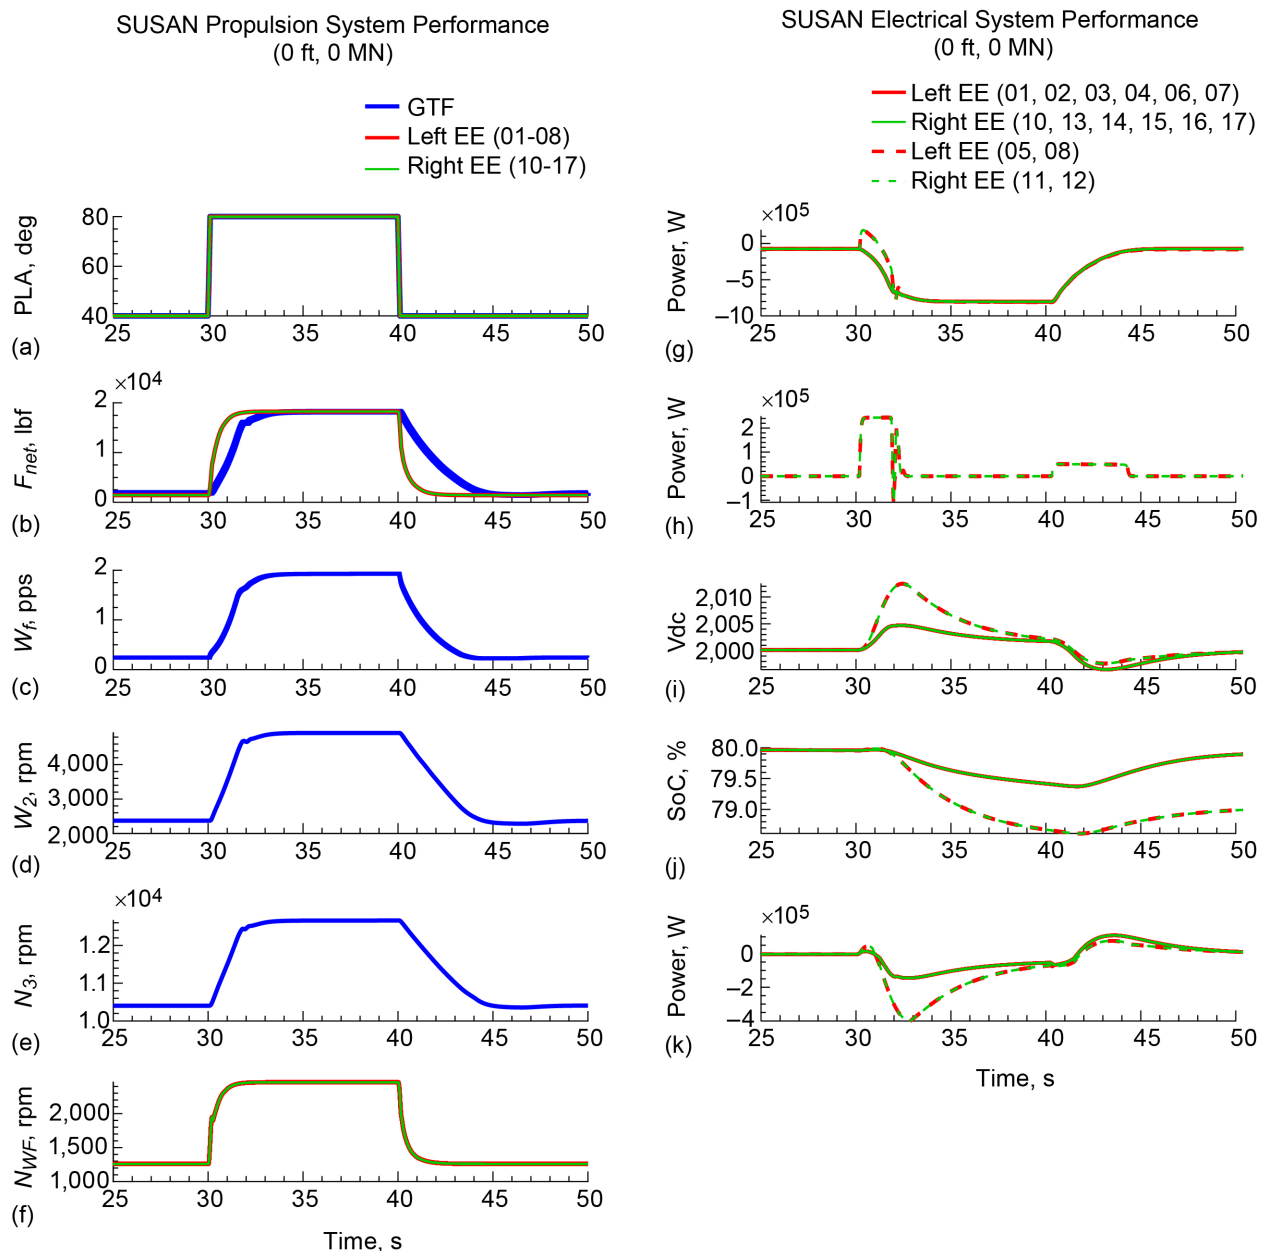 SUSAN Propulsion System Performance
(0 ft, 0 MN)
GTF
Left EE (01-08)
Right EE (10-17)
80
60
40
PLA, deg
25 30 35 40 45 50
(a)
×10⁴
2
1
0
Fnet, lbf
25 30 35 40 45 50
(b)
2
1
0
Wf, pps
25 30 35 40 45 50
(c)
4,000
3,000
2,000
W2, rpm
25 30 35 40 45 50
(d)
×10⁴
1.2
1.1
1.0
N3, rpm
25 30 35 40 45 50
(e)
2,000
1,500
1,000
NWF, rpm
25 30 35 40 45 50
(f)
Time, s
SUSAN Electrical System Performance
(0 ft, 0 MN)
Left EE (01, 02, 03, 04, 06, 07)
Right EE (10, 13, 14, 15, 16, 17)
Left EE (05, 08)
Right EE (11, 12)
×10⁵
0
−5
−10
Power, W
25 30 35 40 45 50
(g)
×10⁵
2
1
0
−1
Power, W
25 30 35 40 45 50
(h)
2,010
2,005
2,000
Vdc
25 30 35 40 45 50
(i)
80.0
79.5
79.0
SoC, %
25 30 35 40 45 50
(j)
×10⁵
0
−2
−4
Power, W
25 30 35 40 45 50
(k)
Time, s